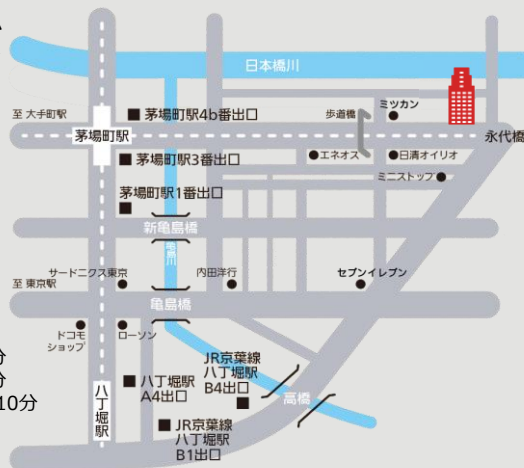 日本橋川
至 大手町駅
茅場町駅4b番出口
歩道橋
ミツカン
茅場町駅
永代橋
茅場町駅3番出口
エネオス
日清オイリオ
ミニストップ
茅場町駅1番出口
新亀島橋
亀島川
サードニクス東京
内田洋行
セブンイレブン
至 東京駅
亀島橋
ドコモ
ショップ
ローソン
分
分
10分
八丁堀駅
八丁堀駅
A4出口
JR京葉線
八丁堀駅
B4出口
高橋
JR京葉線
八丁堀駅
B1出口